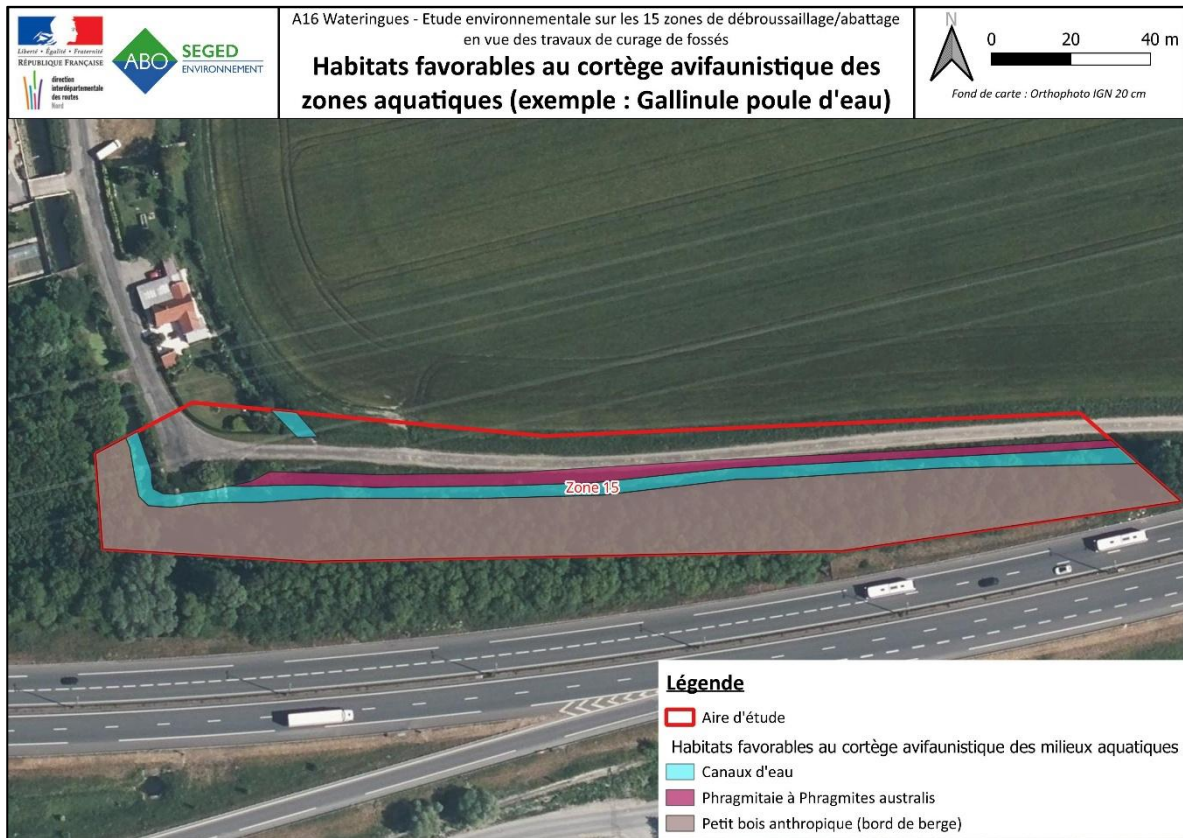 Liberté • Égalité • Fraternité
RÉPUBLIQUE FRANÇAISE
direction
interdépartementale
des routes
Nord
ABO
SEGED
ENVIRONNEMENT
A16 Wateringues - Etude environnementale sur les 15 zones de débroussaillage/abattage
en vue des travaux de curage de fossés
Habitats favorables au cortège avifaunistique des
zones aquatiques (exemple : Gallinule poule d'eau)
N
0 20 40 m
Fond de carte : Orthophoto IGN 20 cm
Zone 15
Légende
Aire d'étude
Habitats favorables au cortège avifaunistique des milieux aquatiques
Canaux d'eau
Phragmitaie à Phragmites australis
Petit bois anthropique (bord de berge)